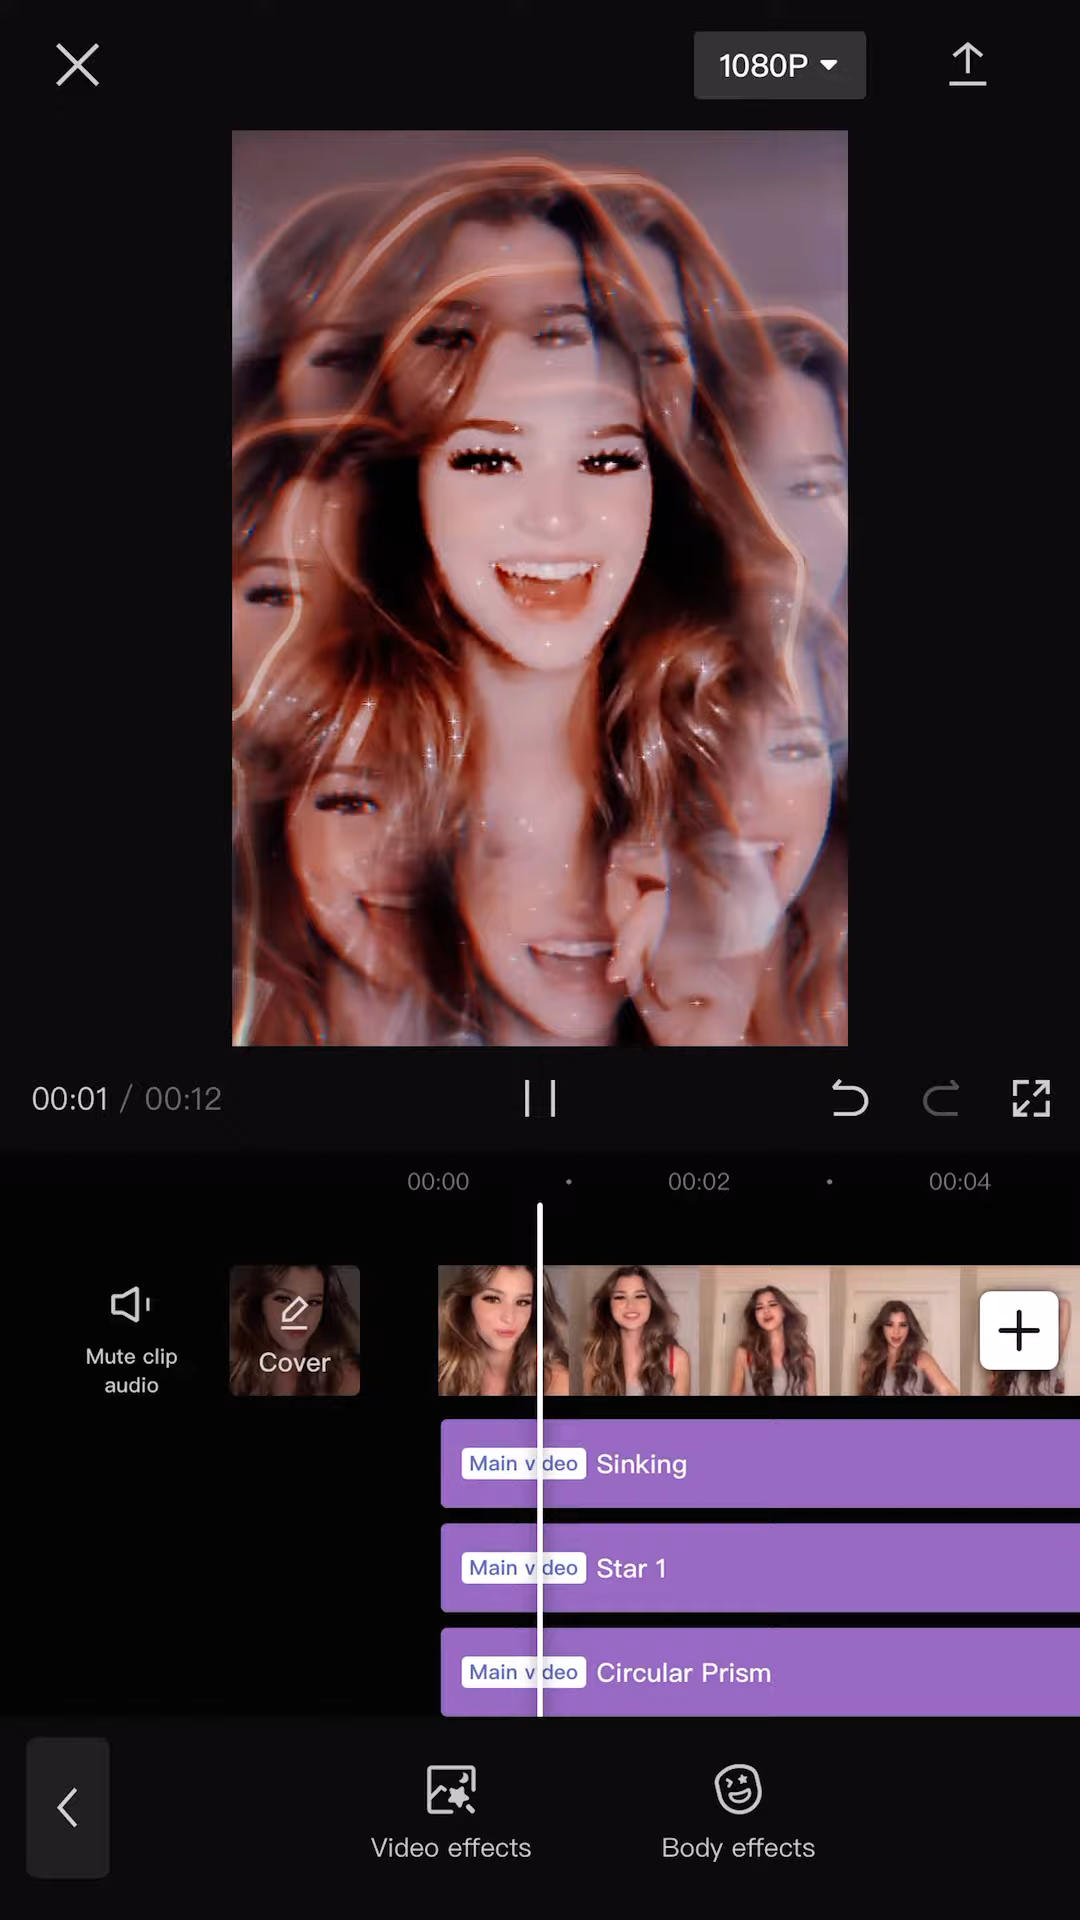 1080P
00:01 / 00:12
00:00
00:02
00:04
Mute clip
audio
Cover
Main video Sinking
Main video Star 1
Main video Circular Prism
Video effects
Body effects